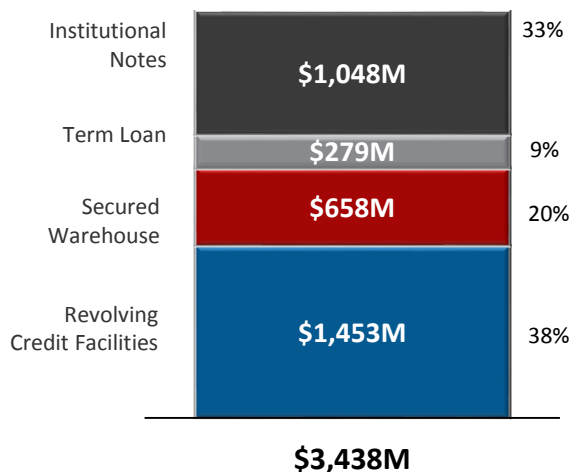 Institutional
Notes
$1,048M
33%
Term Loan
$279M
9%
Secured
Warehouse
$658M
20%
Revolving
Credit Facilities
$1,453M
38%
$3,438M